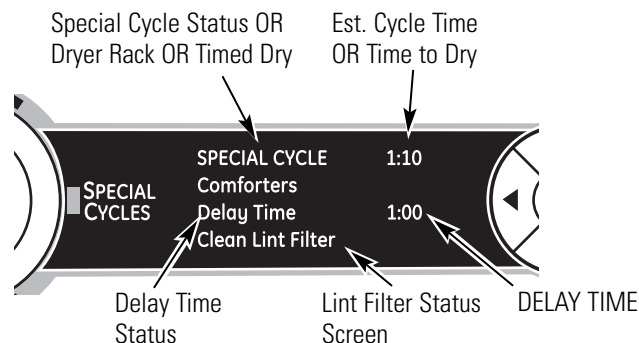 Special Cycle Status OR
Dryer Rack OR Timed Dry
Est. Cycle Time
OR Time to Dry
SPECIAL CYCLES
SPECIAL CYCLE 1:10
Comforters
Delay Time 1:00
Clean Lint Filter
Delay Time
Status
Lint Filter Status
Screen
DELAY TIME